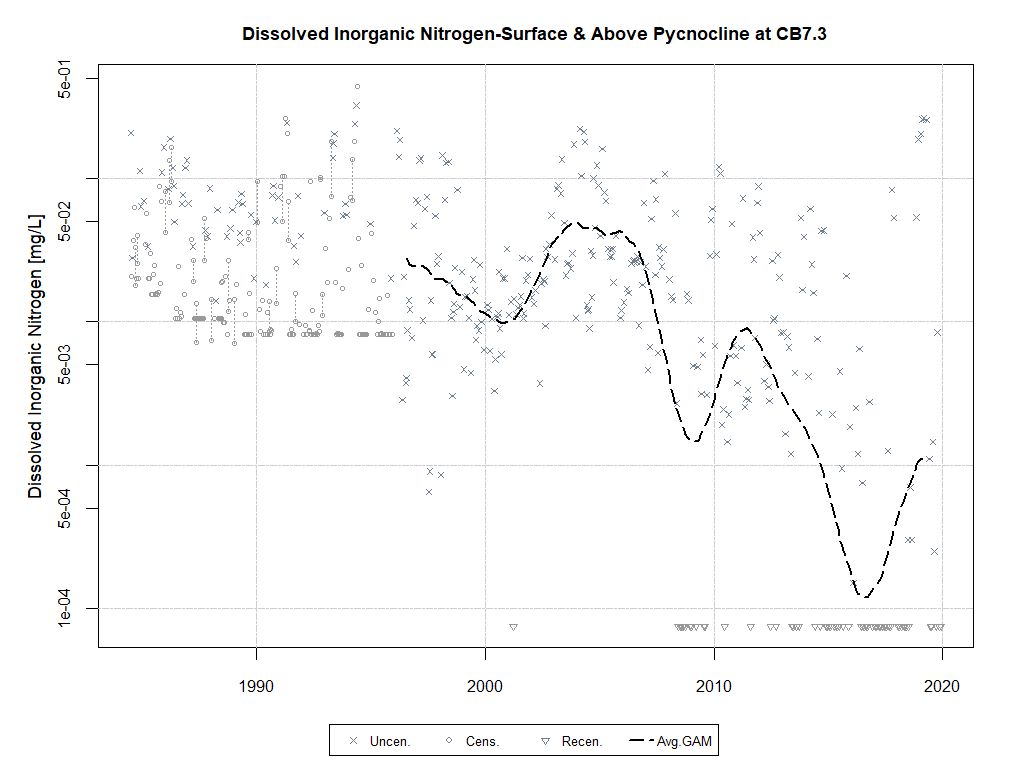 Dissolved Inorganic Nitrogen-Surface & Above Pycnocline at CB7.3
Dissolved Inorganic Nitrogen [mg/L]
5e-01
5e-02
5e-03
5e-04
1e-04
1990
2000
2010
2020
Uncen.
Cens.
Recen.
Avg.GAM